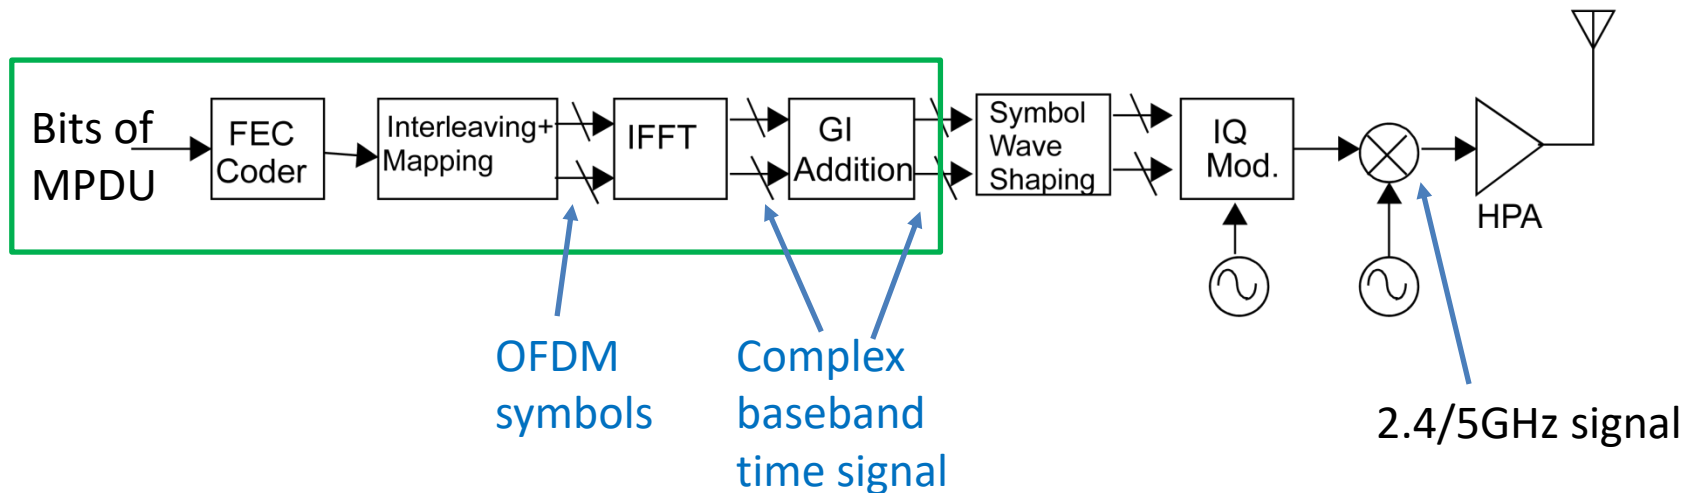 Bits of
MPDU
FEC
Coder
Interleaving+
Mapping
IFFT
GI
Addition
Symbol
Wave
Shaping
IQ
Mod.
HPA
OFDM
symbols
Complex
baseband
time signal
2.4/5GHz signal